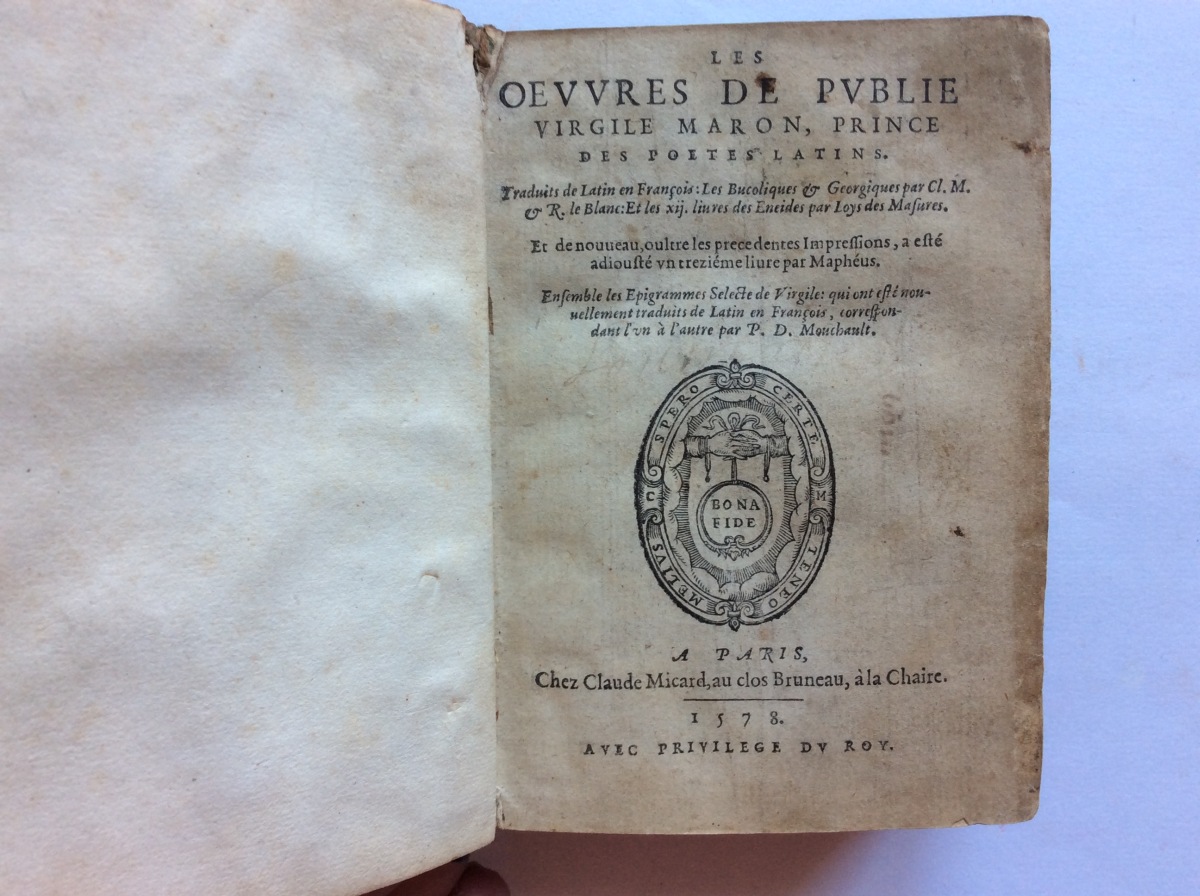 LES
OEVVRES DE PVBLIE
VIRGILE MARON, PRINCE
DES POETES LATINS.
Traduits de Latin en François: Les Bucoliques & Georgiques par Cl. M.
& R. le Blanc: Et les xij. liures des Eneides par Loys des Masures.
Et de nouueau, oultre les precedentes Impreſſions, a eſté
adiouſté vn treziéme liure par Maphéus.
Enſemble les Epigrammes Selecte de Virgile: qui ont eſté nou-
uellement traduits de Latin en François, correſpon-
dant l'vn à l'autre par P. D. Mouchault.
SPERO CERTE
C M
BONA
FIDE
MELIVS TENEO
A PARIS,
Chez Claude Micard, au clos Bruneau, à la Chaire.
1578.
AVEC PRIVILEGE DV ROY.